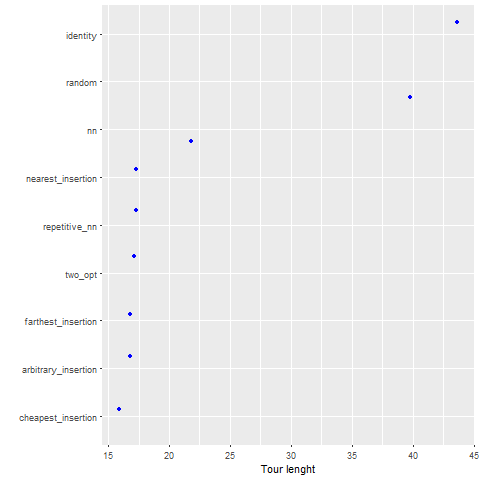 identity
random
nn
nearest_insertion
repetitive_nn
two_opt
farthest_insertion
arbitrary_insertion
cheapest_insertion
15 20 25 30 35 40 45
Tour lenght